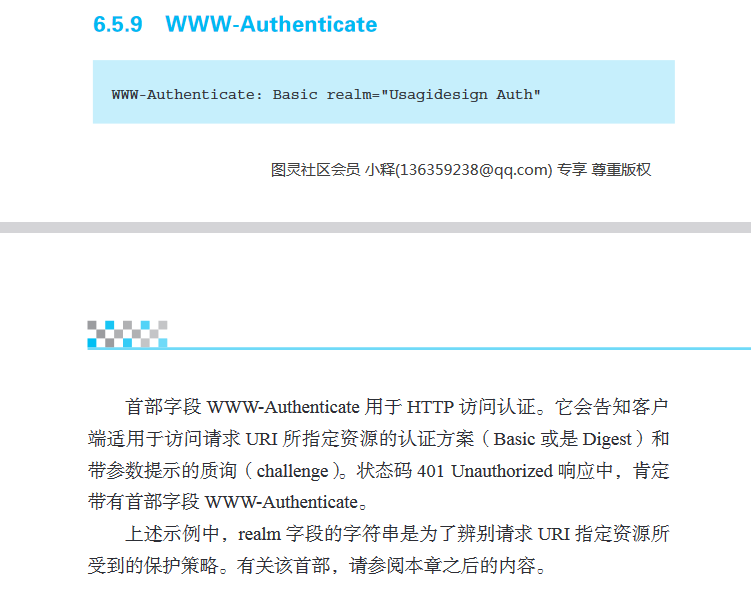 6.5.9 WWW-Authenticate
WWW-Authenticate: Basic realm="Usagidesign Auth"
图灵社区会员 小释(136359238@qq.com) 专享 尊重版权
首部字段 WWW-Authenticate 用于 HTTP 访问认证。它会告知客户
端适用于访问请求 URI 所指定资源的认证方案（Basic 或是 Digest）和
带参数提示的质询（challenge）。状态码 401 Unauthorized 响应中，肯定
带有首部字段 WWW-Authenticate。
上述示例中，realm 字段的字符串是为了辨别请求 URI 指定资源所
受到的保护策略。有关该首部，请参阅本章之后的内容。